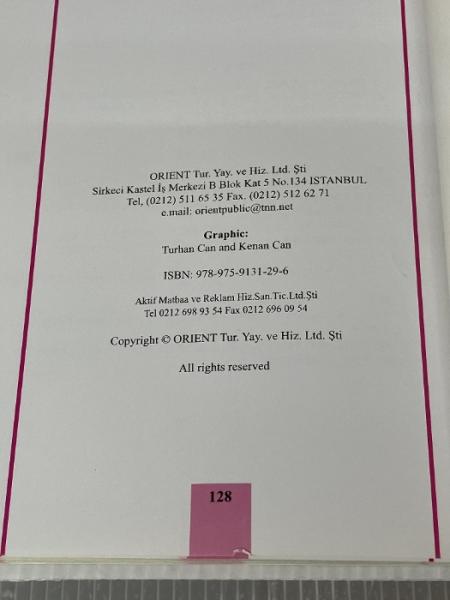 ORIENT Tur. Yay. ve Hiz. Ltd. Şti
Sirkeci Kastel İş Merkezi B Blok Kat 5 No.134 ISTANBUL
Tel, (0212) 511 65 35 Fax. (0212) 512 62 71
e.mail: orientpublic@tnn.net
Graphic:
Turhan Can and Kenan Can
ISBN: 978-975-9131-29-6
Aktif Matbaa ve Reklam Hiz.San.Tic.Ltd.Şti
Tel 0212 698 93 54 Fax 0212 696 09 54
Copyright © ORIENT Tur. Yay. ve Hiz. Ltd. Şti
All rights reserved
128